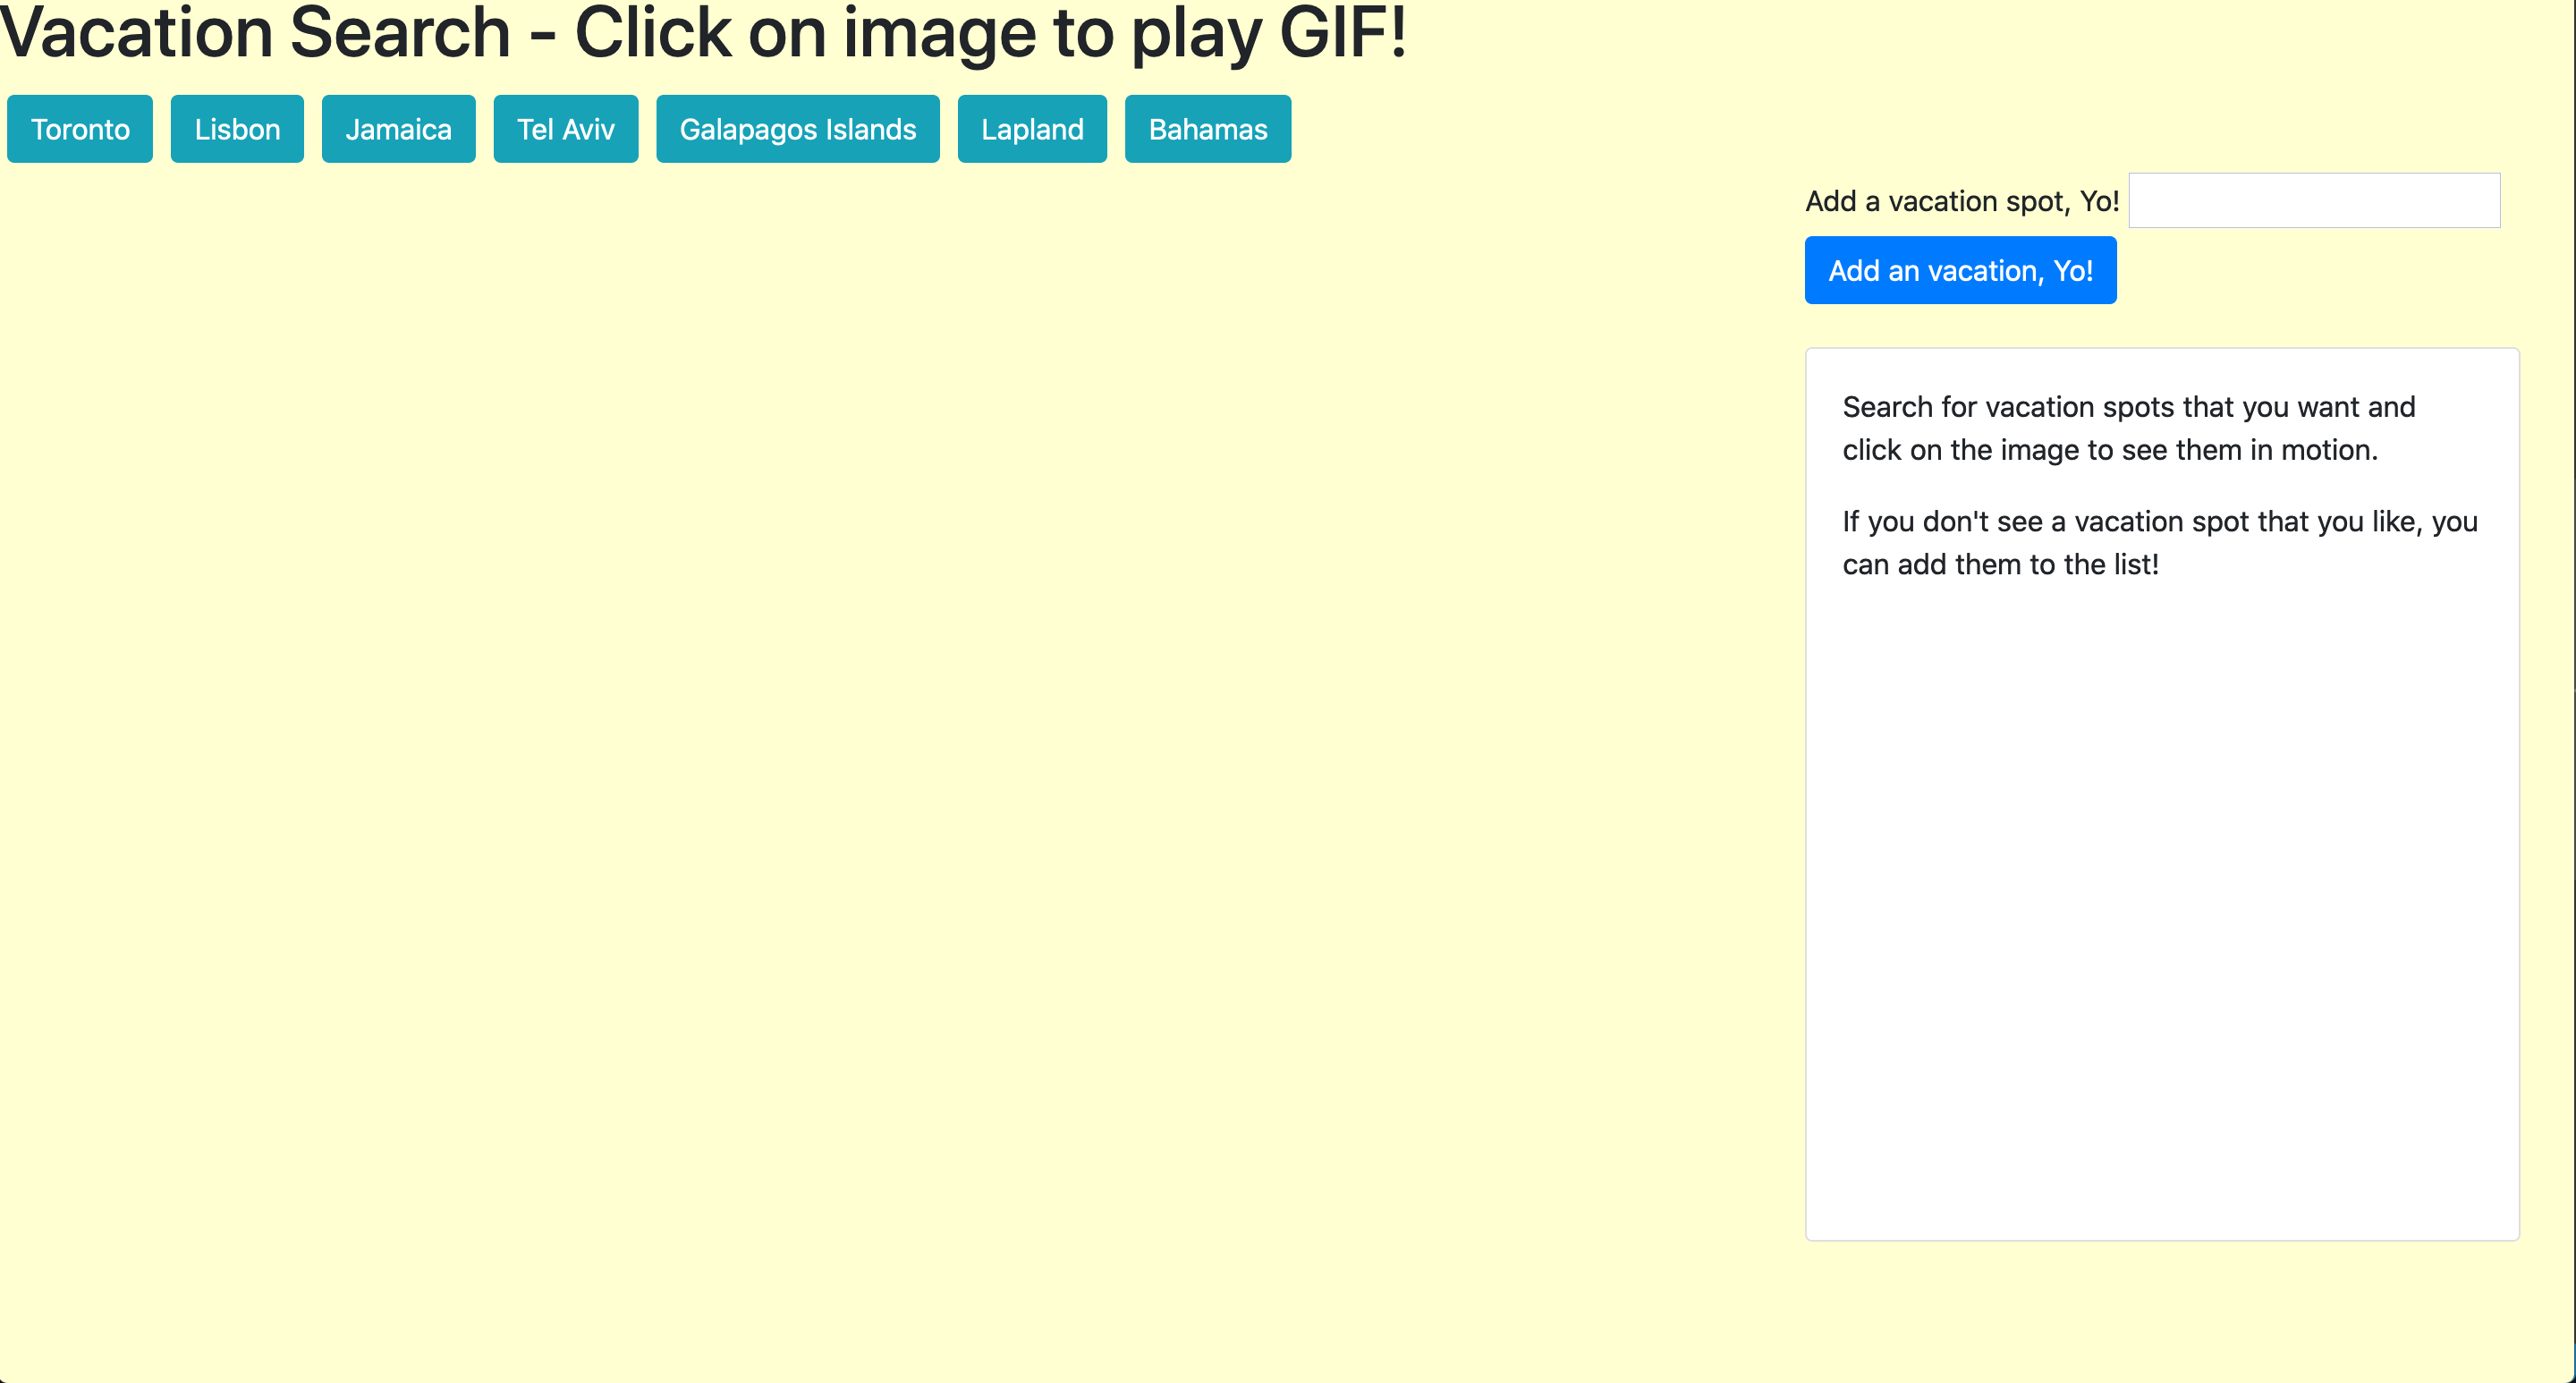 Vacation Search - Click on image to play GIF!
Toronto Lisbon Jamaica Tel Aviv Galapagos Islands Lapland Bahamas
Add a vacation spot, Yo!
Add an vacation, Yo!
Search for vacation spots that you want and
click on the image to see them in motion.
If you don't see a vacation spot that you like, you
can add them to the list!